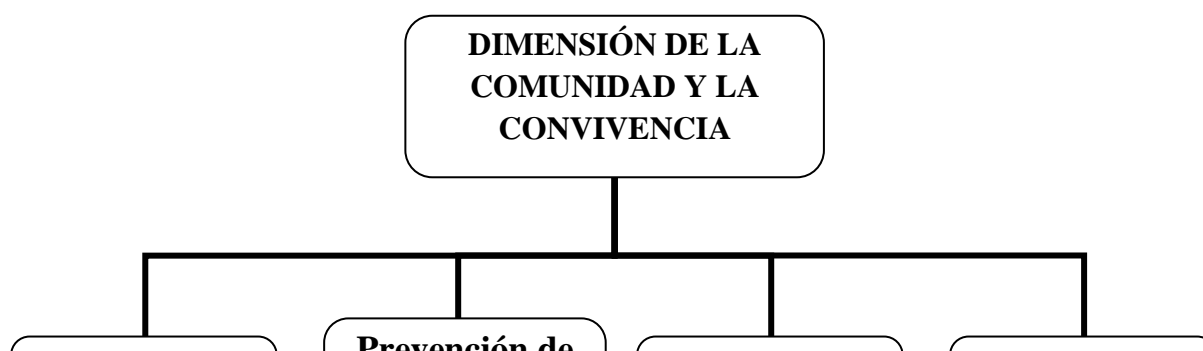 DIMENSIÓN DE LA
COMUNIDAD Y LA
CONVIVENCIA
Prevención de